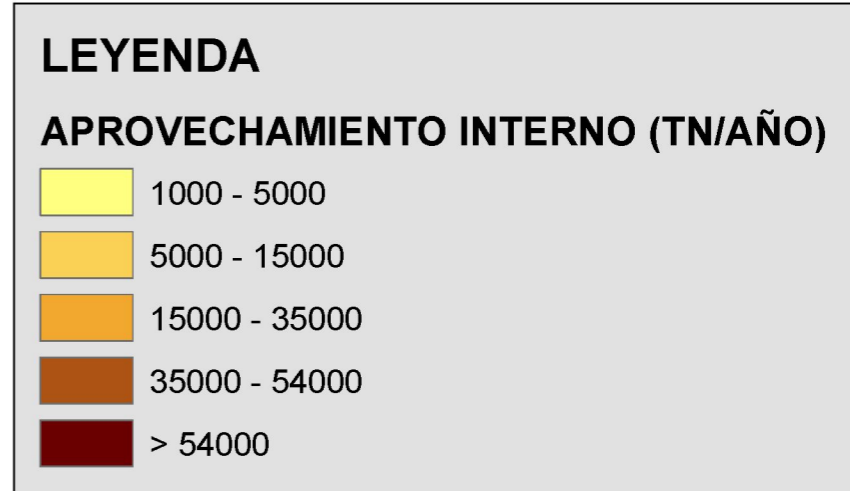 LEYENDA
APROVECHAMIENTO INTERNO (TN/AÑO)
1000 - 5000
5000 - 15000
15000 - 35000
35000 - 54000
> 54000